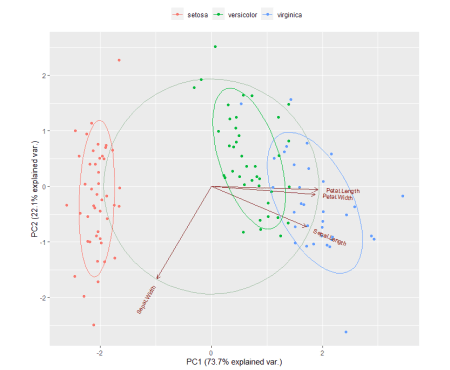 setosa versicolor virginica
2
1
0
-1
-2
PC2 (22.1% explained var.)
Petal.Length
Petal.Width
Sepal.Length
Sepal.Width
-2 0 2
PC1 (73.7% explained var.)